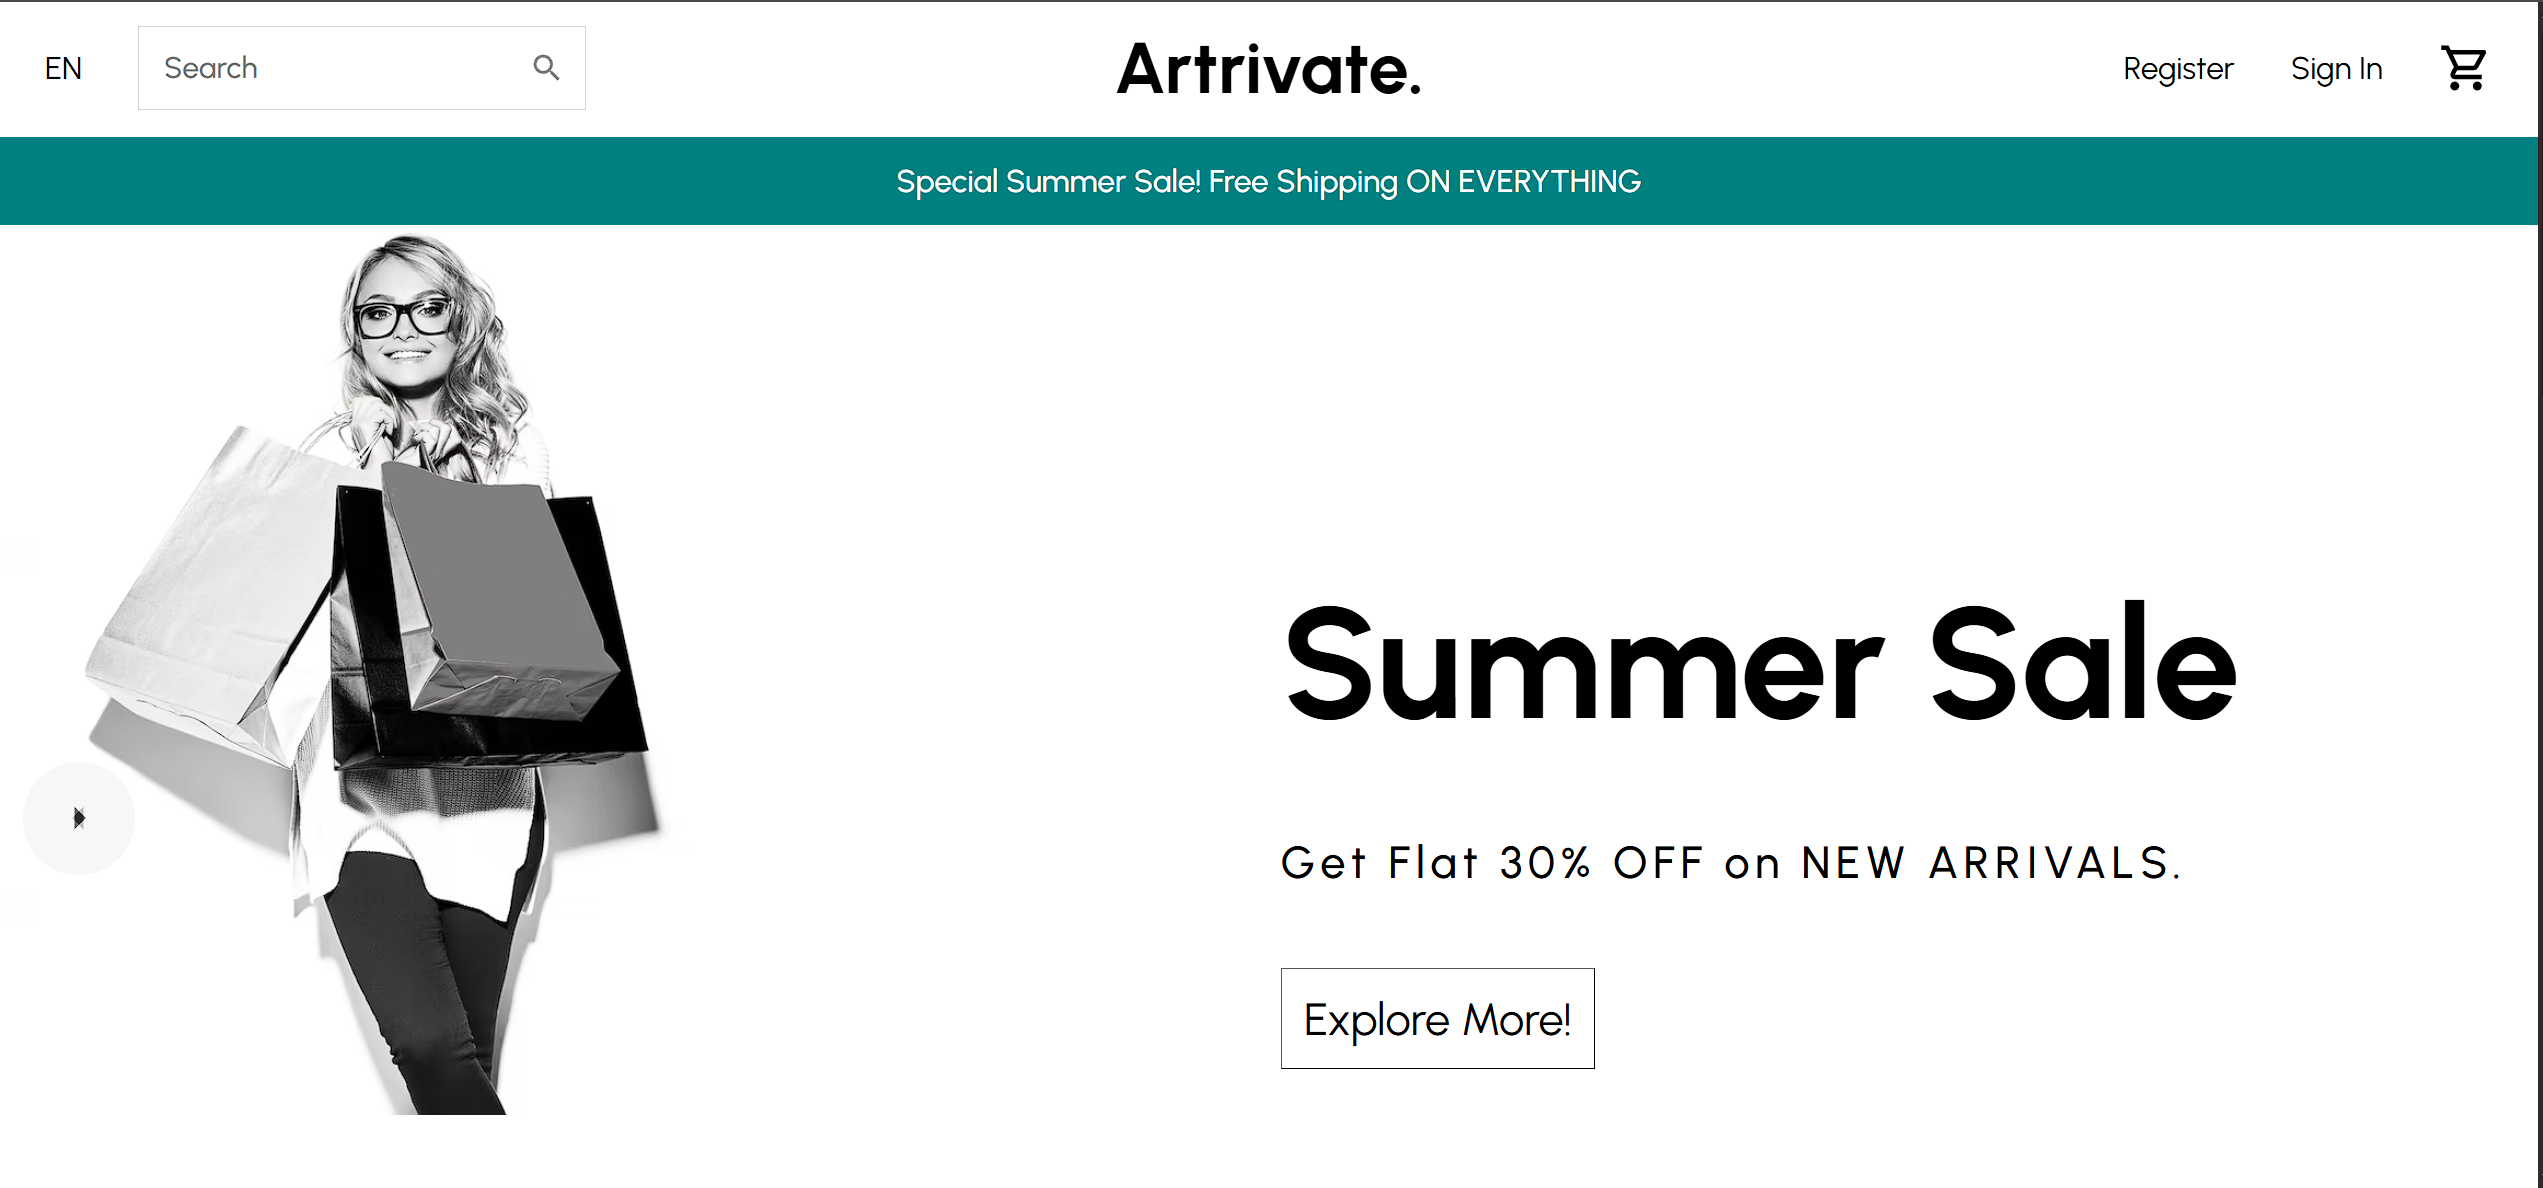 EN
Search
Artrivate.
Register
Sign In
Special Summer Sale! Free Shipping ON EVERYTHING
Summer Sale
Get Flat 30% OFF on NEW ARRIVALS.
Explore More!